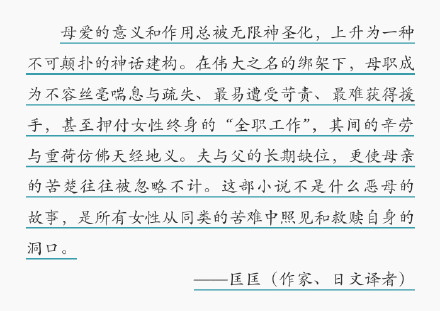 母爱的意义和作用总被无限神圣化，上升为一种
不可颠扑的神话建构。在伟大之名的绑架下，母职成
为不容丝毫喘息与疏失、最易遭受苛责、最难获得援
手，甚至押付女性终身的“全职工作”，其间的辛劳
与重荷仿佛天经地义。夫与父的长期缺位，更使母亲
的苦楚往往被忽略不计。这部小说不是什么恶母的
故事，是所有女性从同类的苦难中照见和救赎自身的
洞口。
——匡匡（作家、日文译者）